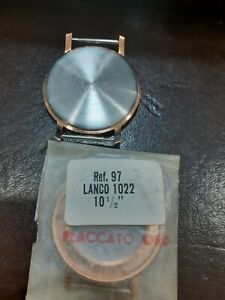 Ref. 97
LANCO 1022
10 1/2"
PLACCATO